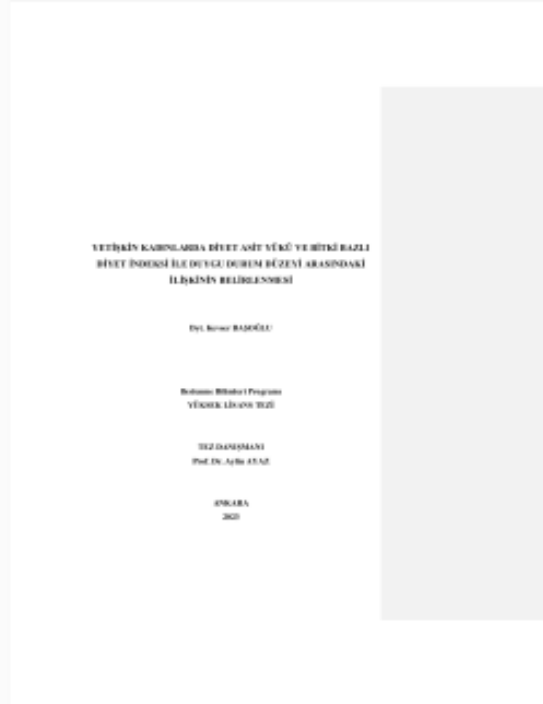 YETİŞKİN KADINLARDA DİYET ASİT YÜKÜ VE BİTKİ BAZLI
DİYET İNDEKSİ İLE DUYGU DURUM DÜZEYİ ARASINDAKİ
İLİŞKİNİN BELİRLENMESİ
Dyt. Kevser BAŞOĞLU
Beslenme Bilimleri Programı
YÜKSEK LİSANS TEZİ
TEZ DANIŞMANI
Prof. Dr. Aylin AYAZ
ANKARA
2023